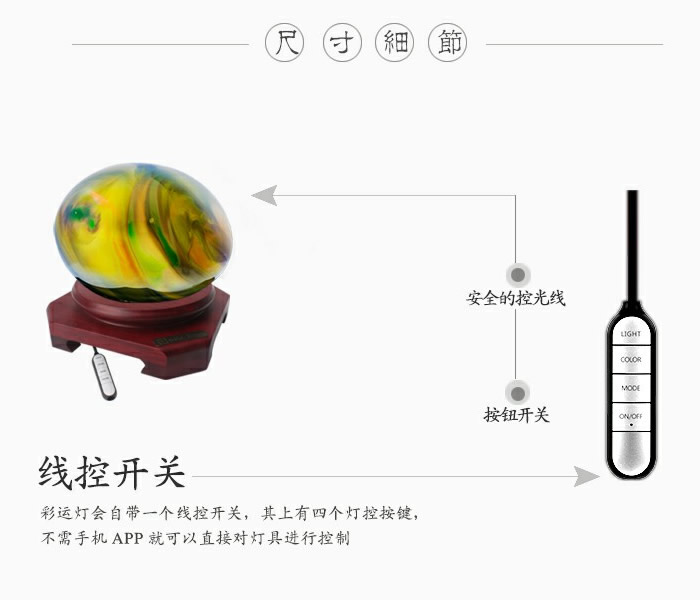 尺寸細節
安全的控光线
LIGHT
COLOR
MODE
ON/OFF
按钮开关
线控开关
彩运灯会自带一个线控开关，其上有四个灯控按键，
不需手机 APP 就可以直接对灯具进行控制